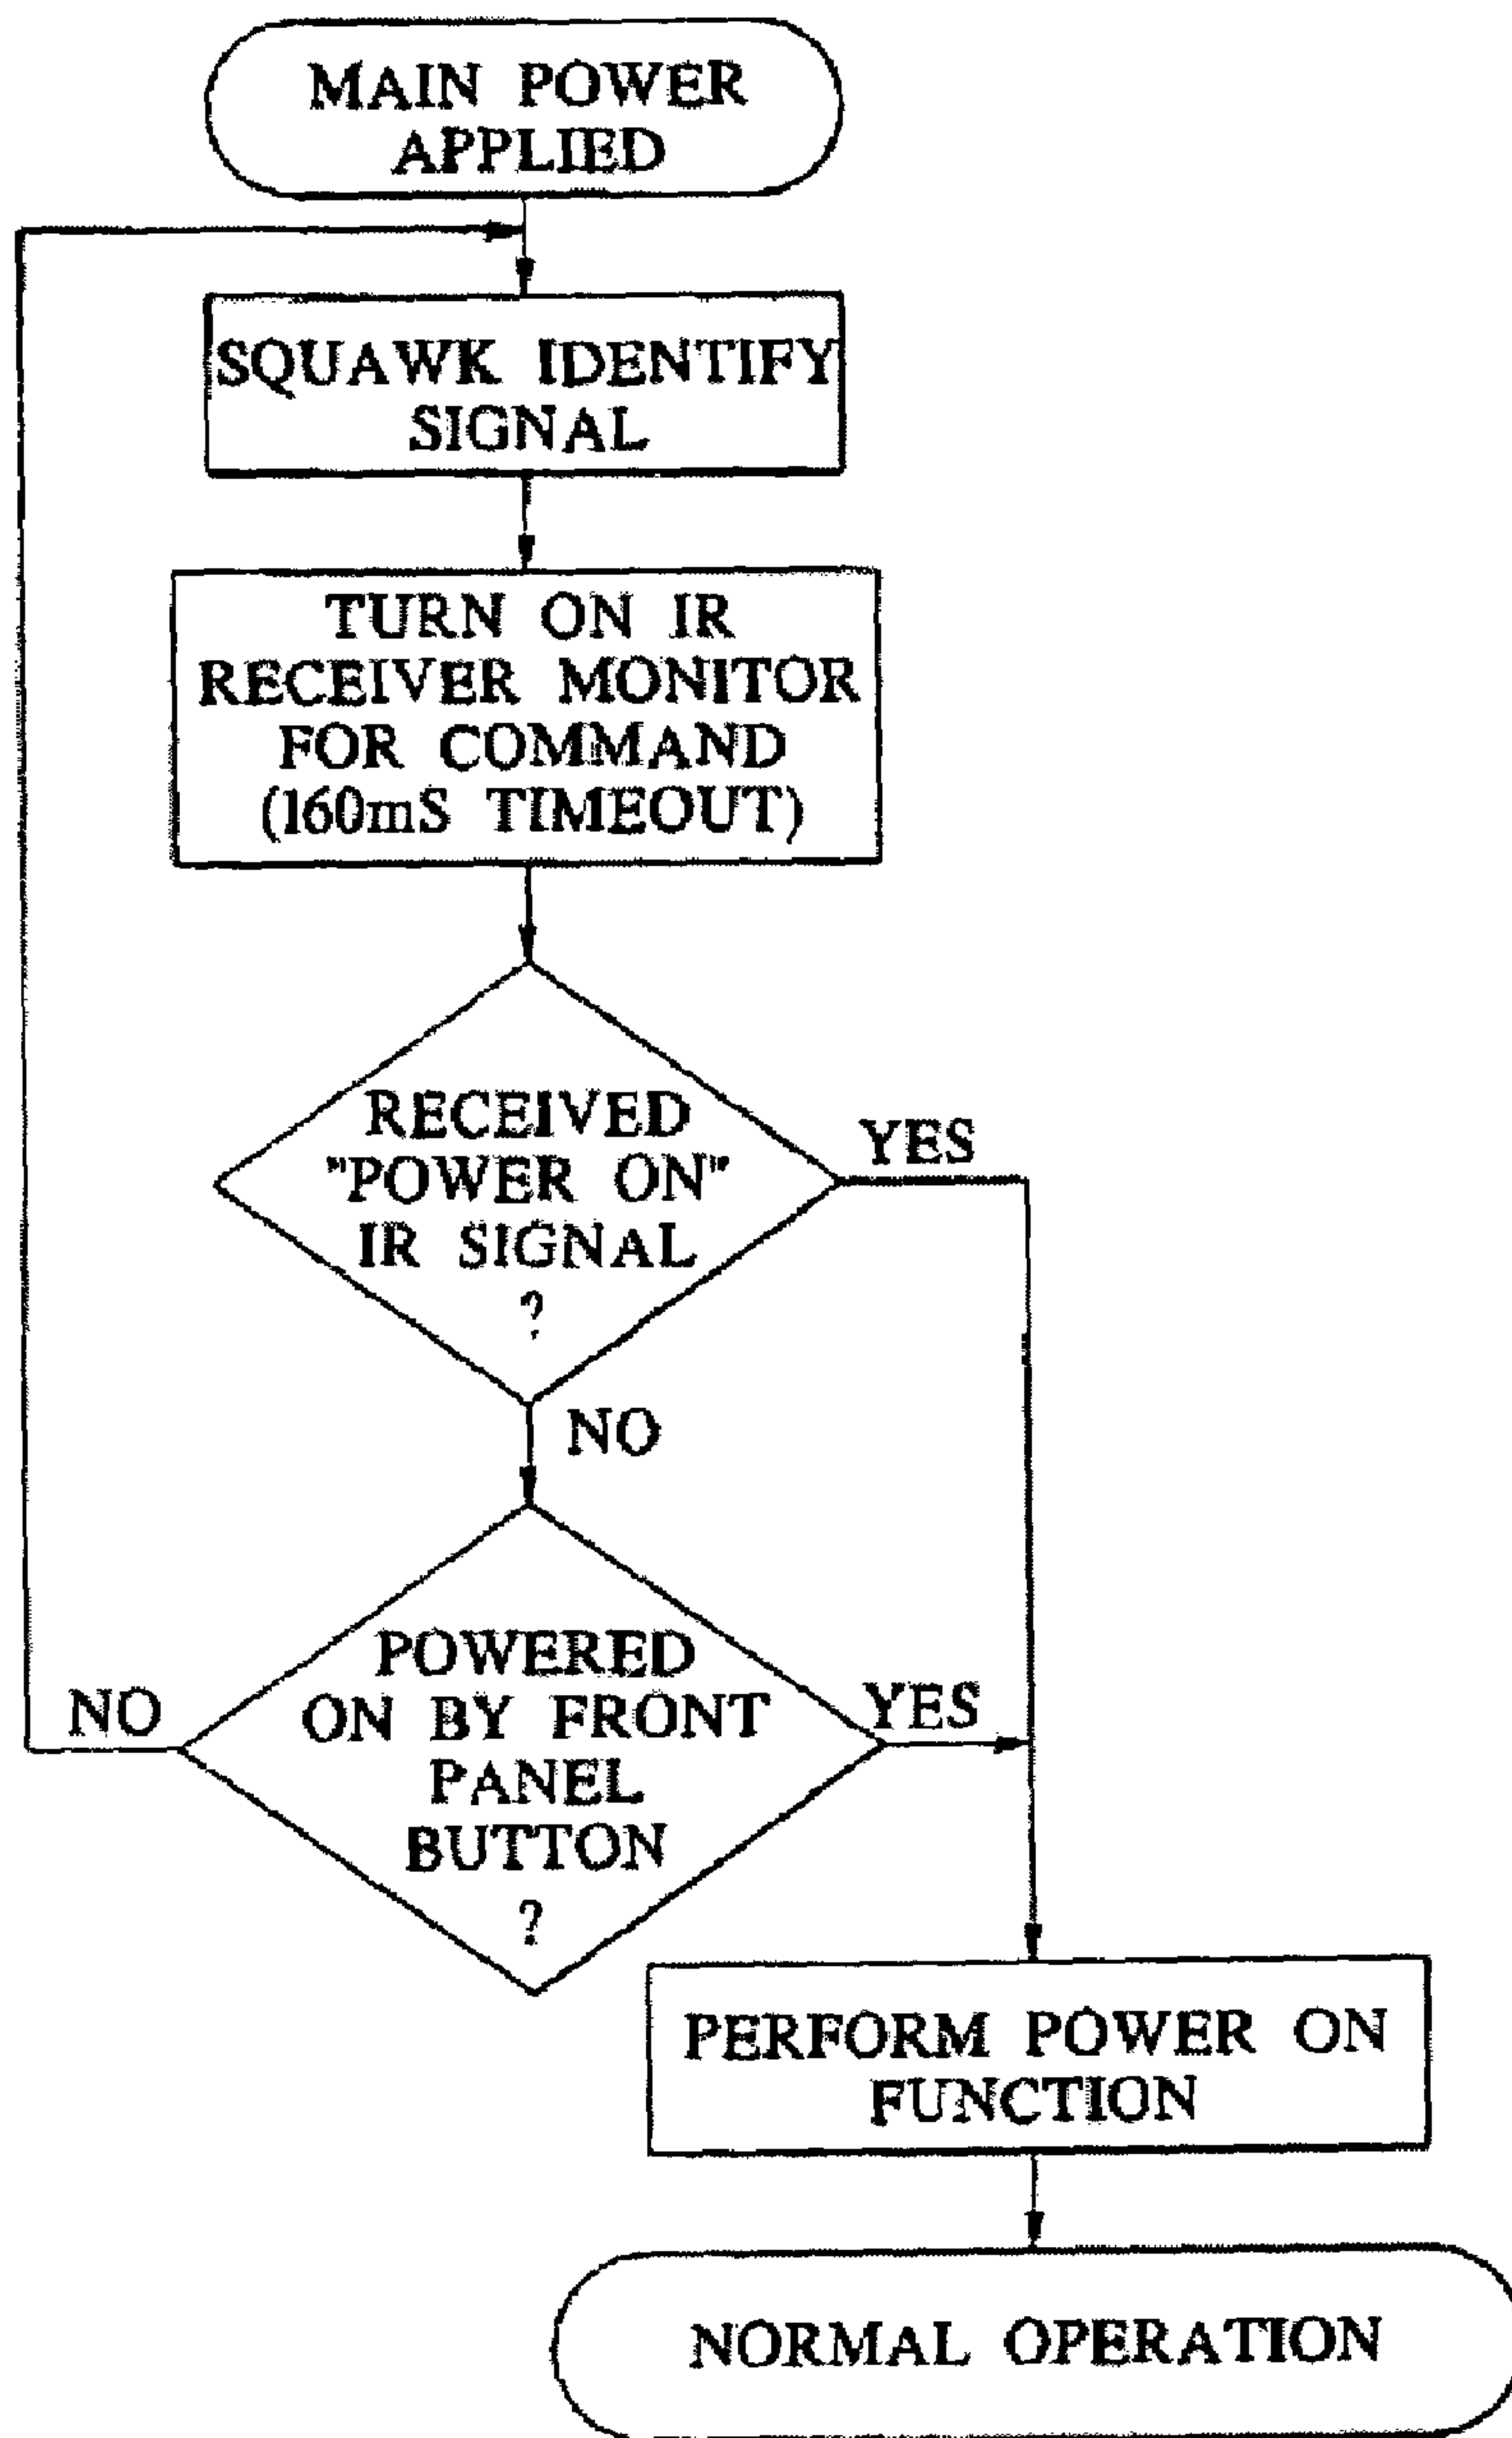 MAIN POWER
APPLIED
SQUAWK IDENTIFY
SIGNAL
TURN ON IR
RECEIVER MONITOR
FOR COMMAND
(160mS TIMEOUT)
RECEIVED
"POWER ON"
IR SIGNAL
?
YES
NO
POWERED
ON BY FRONT
PANEL
BUTTON
?
NO
YES
PERFORM POWER ON
FUNCTION
NORMAL OPERATION